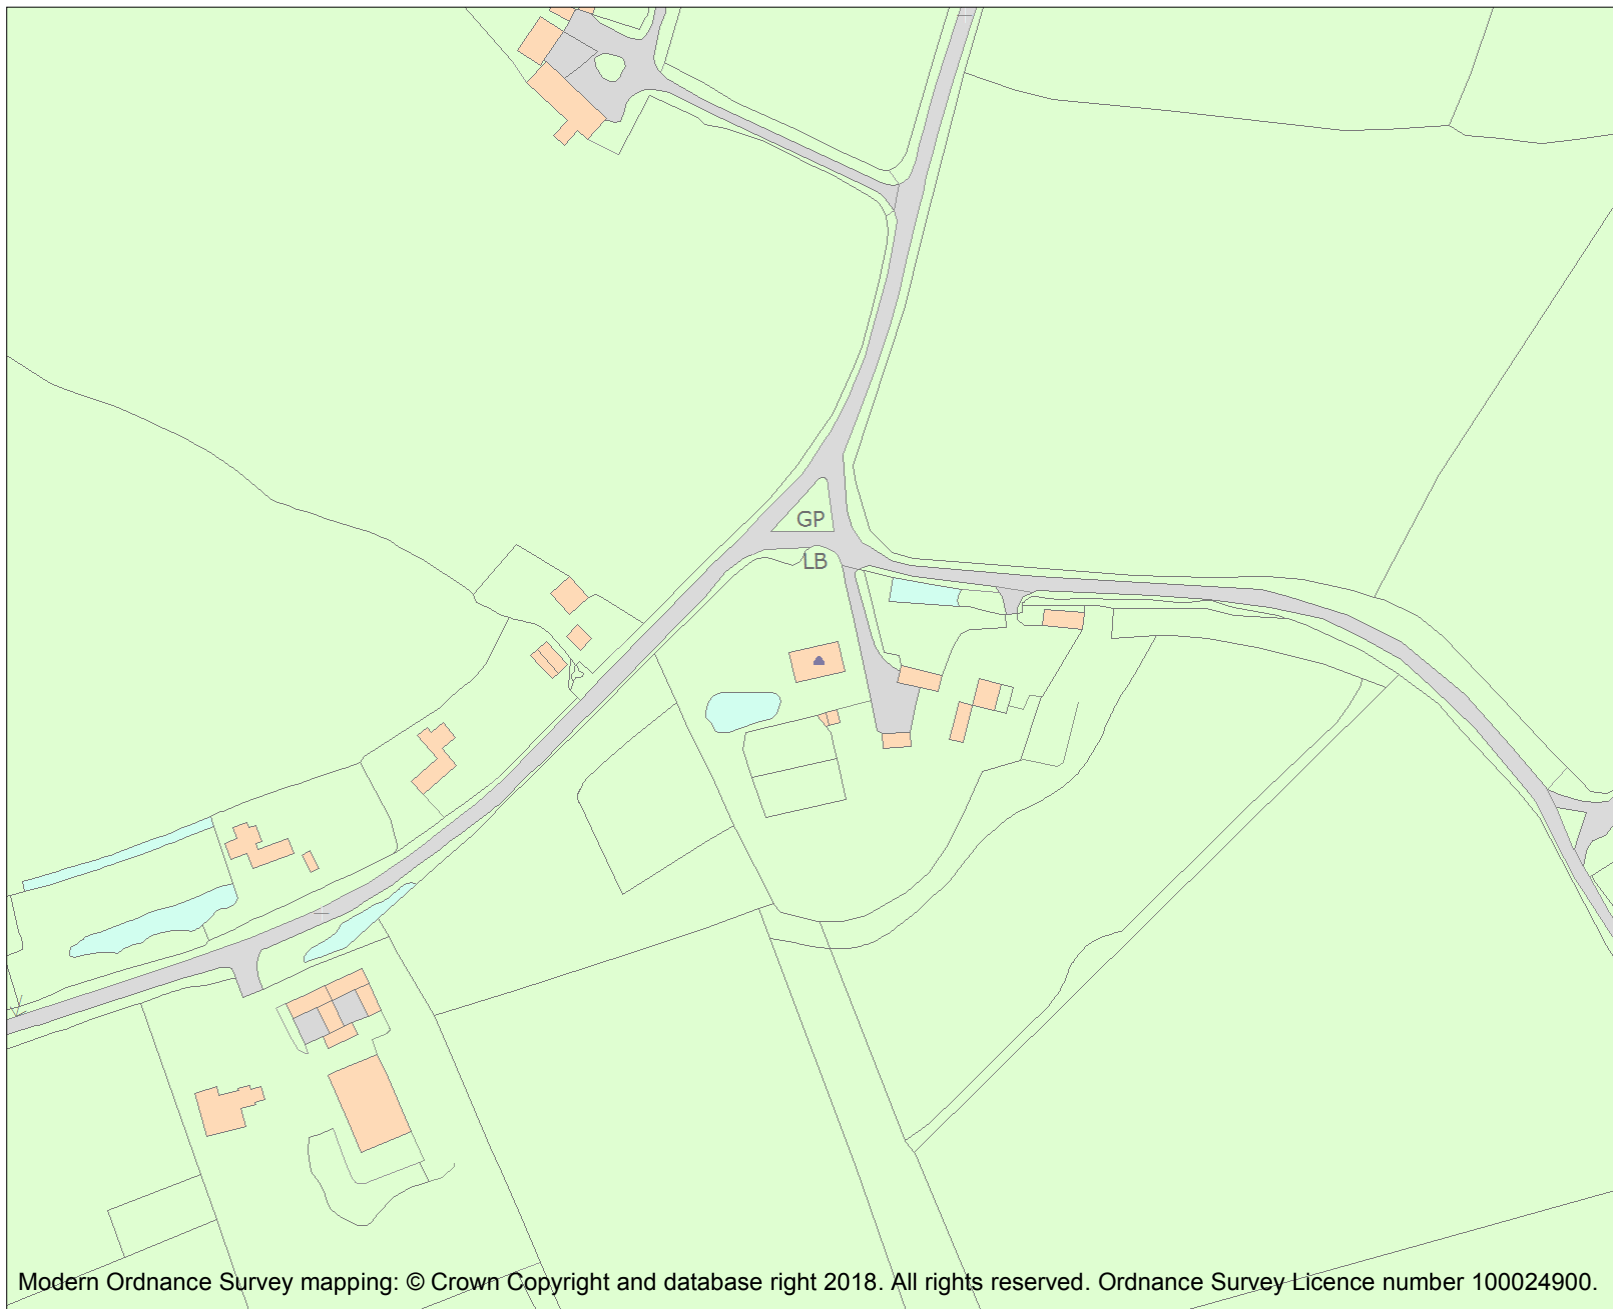 GP
LB
Modern Ordnance Survey mapping: © Crown Copyright and database right 2018. All rights reserved. Ordnance Survey Licence number 100024900.